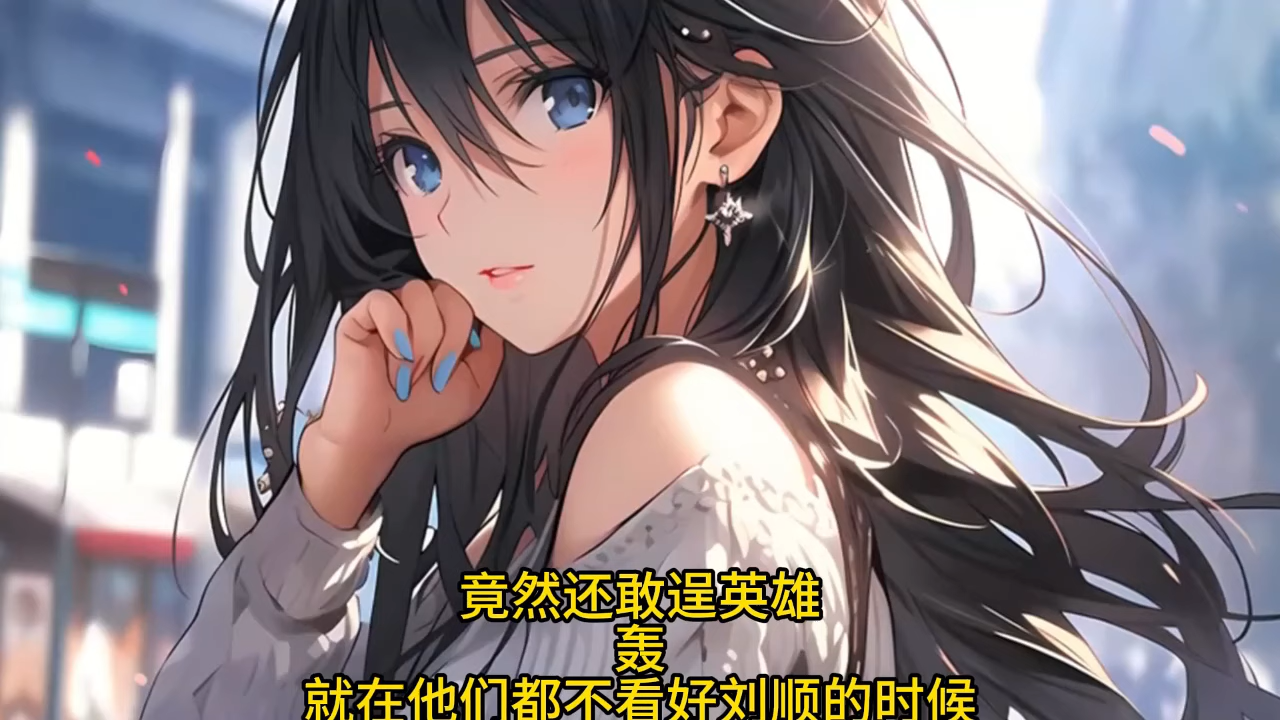 竟然还敢逞英雄
轰
就在他们都不看好刘顺的时候